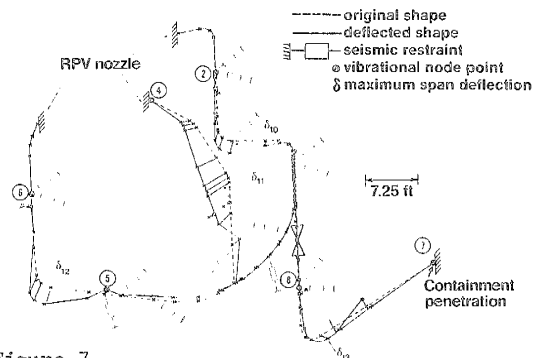 original shape
deflected shape
seismic restraint
vibrational node point
δ maximum span deflection
RPV nozzle
2
4
δ10
δ11
7.25 ft
6
7
δ12
5
8
Containment
penetration
Figure 7